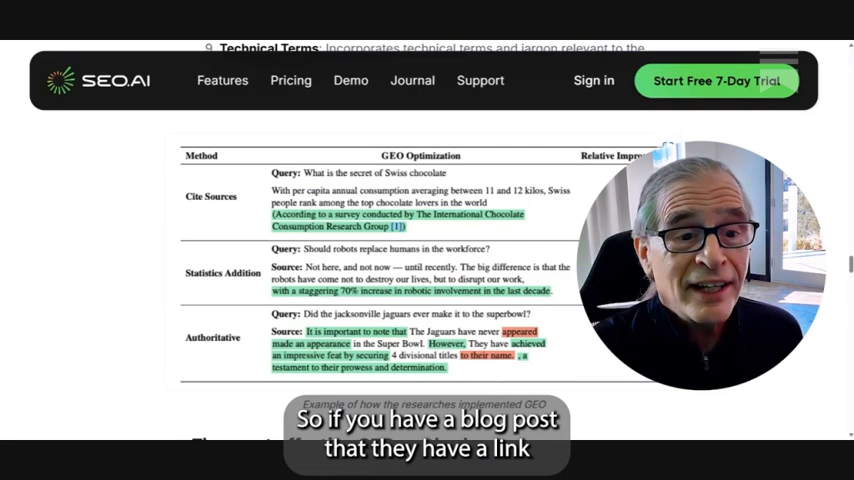 9. Technical Terms: Incorporates technical terms and jargon relevant to the
SEO.AI Features Pricing Demo Journal Support Sign in Start Free 7-Day Trial
Method GEO Optimization Relative
Query: What is the secret of Swiss chocolate
Cite Sources
With per capita annual consumption averaging between 11 and 12 kilos, Swiss
people rank among the top chocolate lovers in the world
(According to a survey conducted by The International Chocolate
Consumption Research Group [1])
Query: Should robots replace humans in the workforce?
Statistics Addition
Source: Not here, and not now — until recently. The big difference is that the
robots have come not to destroy our lives, but to disrupt our work,
with a staggering 70% increase in robotic involvement in the last decade.
Query: Did the jacksonville jaguars ever make it to the superbowl?
Authoritative
Source: It is important to note that The Jaguars have never appeared
made an appearance in the Super Bowl. However, They have achieved
an impressive feat by securing 4 divisional titles to their name. , a
testament to their prowess and determination.
Example of how the researches implemented GEO
So if you have a blog post
that they have a link